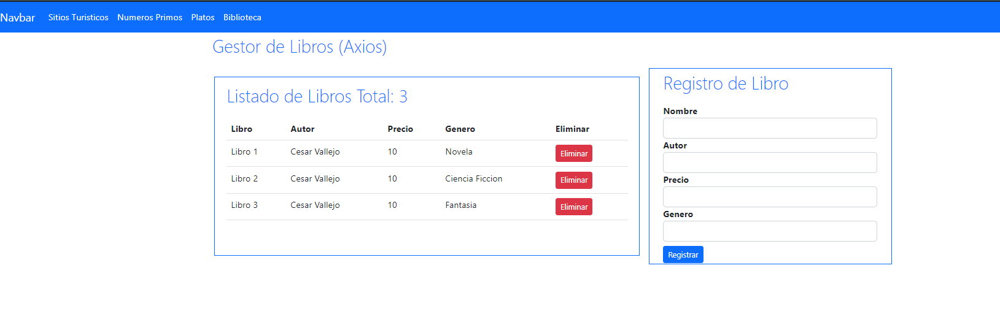 Navbar Sitios Turisticos Numeros Primos Platos Biblioteca
Gestor de Libros (Axios)
Listado de Libros Total: 3
Libro Autor Precio Genero Eliminar
Libro 1 Cesar Vallejo 10 Novela Eliminar
Libro 2 Cesar Vallejo 10 Ciencia Ficcion Eliminar
Libro 3 Cesar Vallejo 10 Fantasia Eliminar
Registro de Libro
Nombre
Autor
Precio
Genero
Registrar